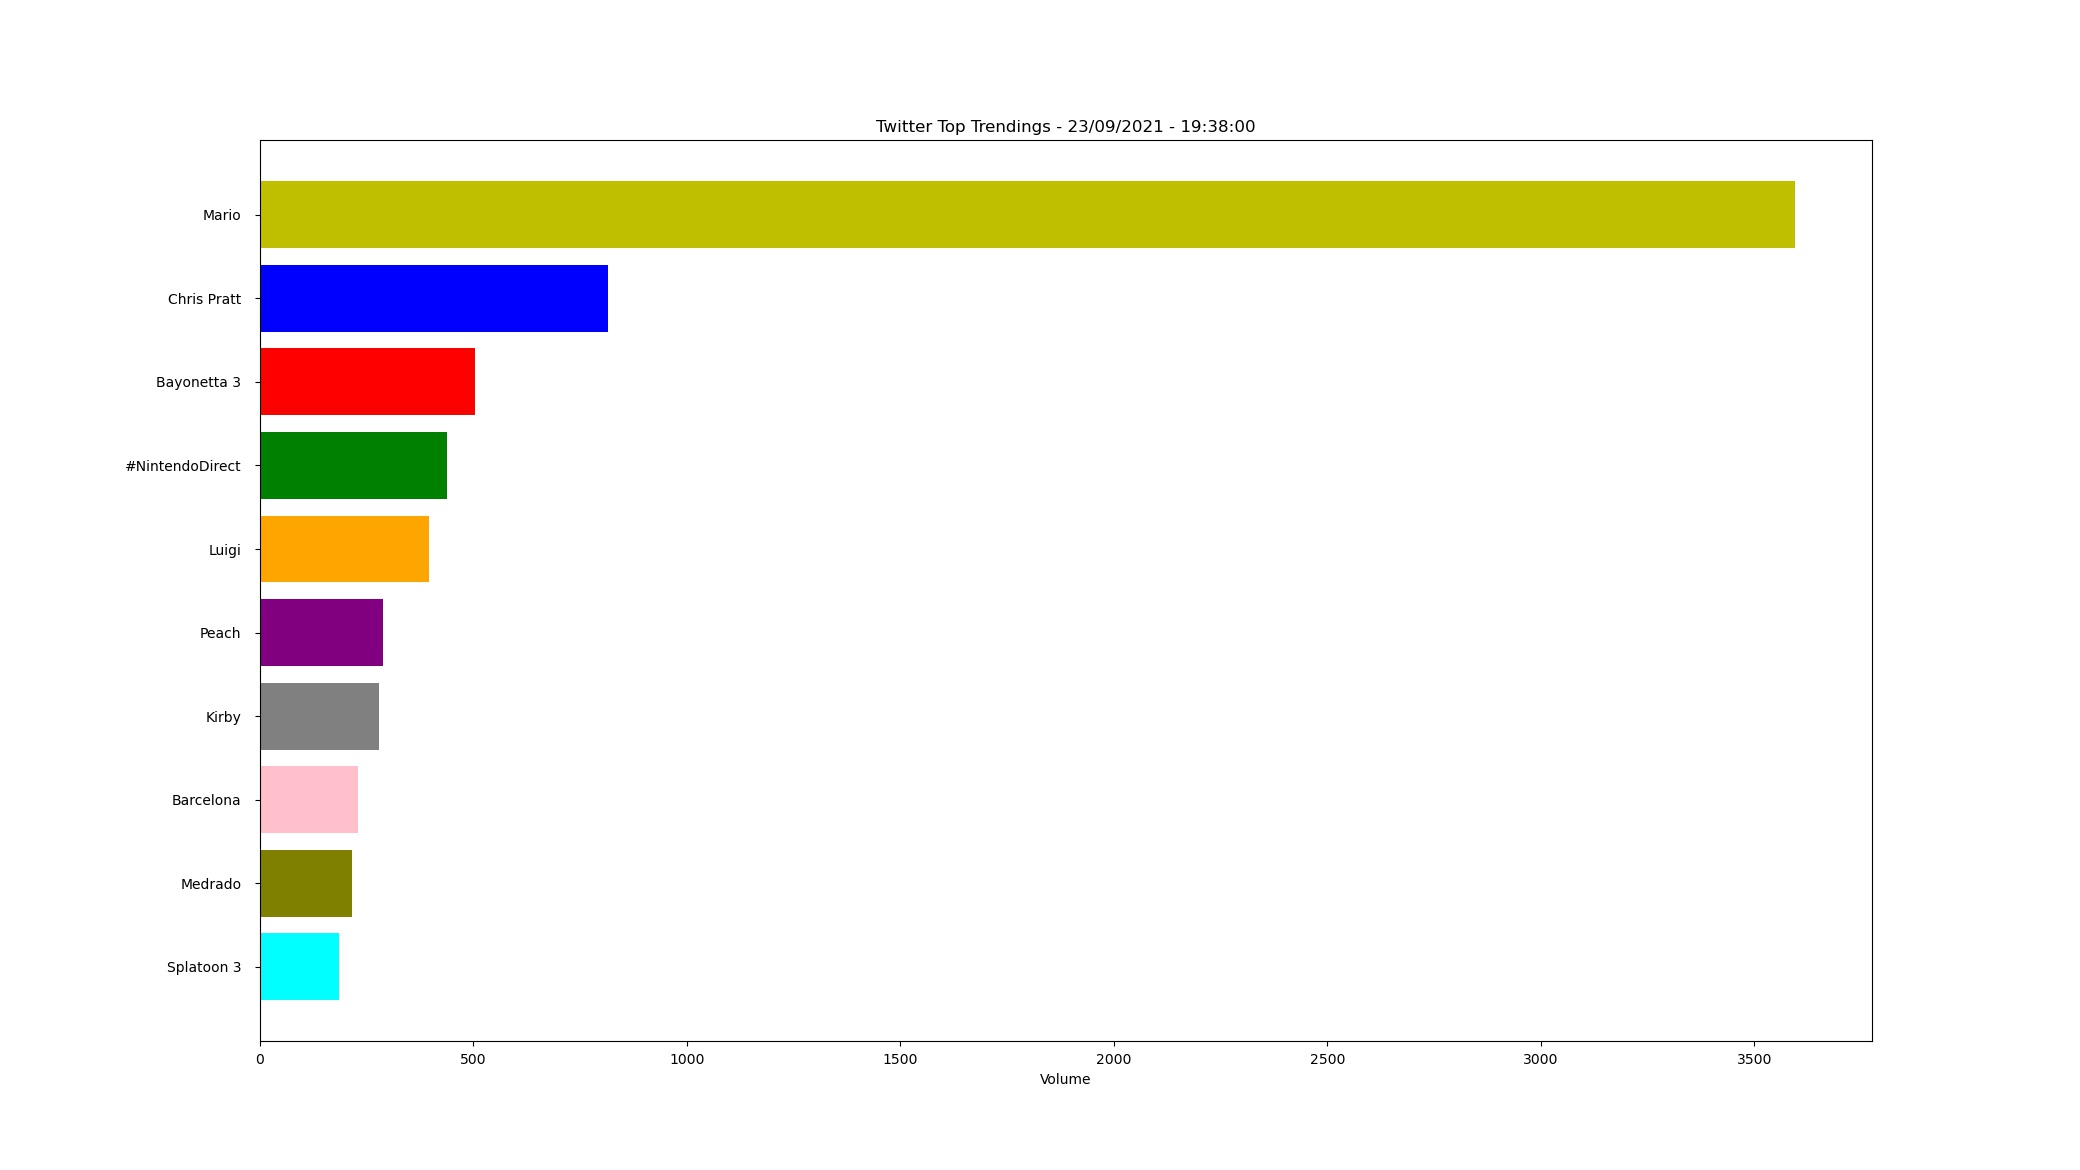 Twitter Top Trendings - 23/09/2021 - 19:38:00
Mario
Chris Pratt
Bayonetta 3
#NintendoDirect
Luigi
Peach
Kirby
Barcelona
Medrado
Splatoon 3
0 500 1000 1500 2000 2500 3000 3500
Volume